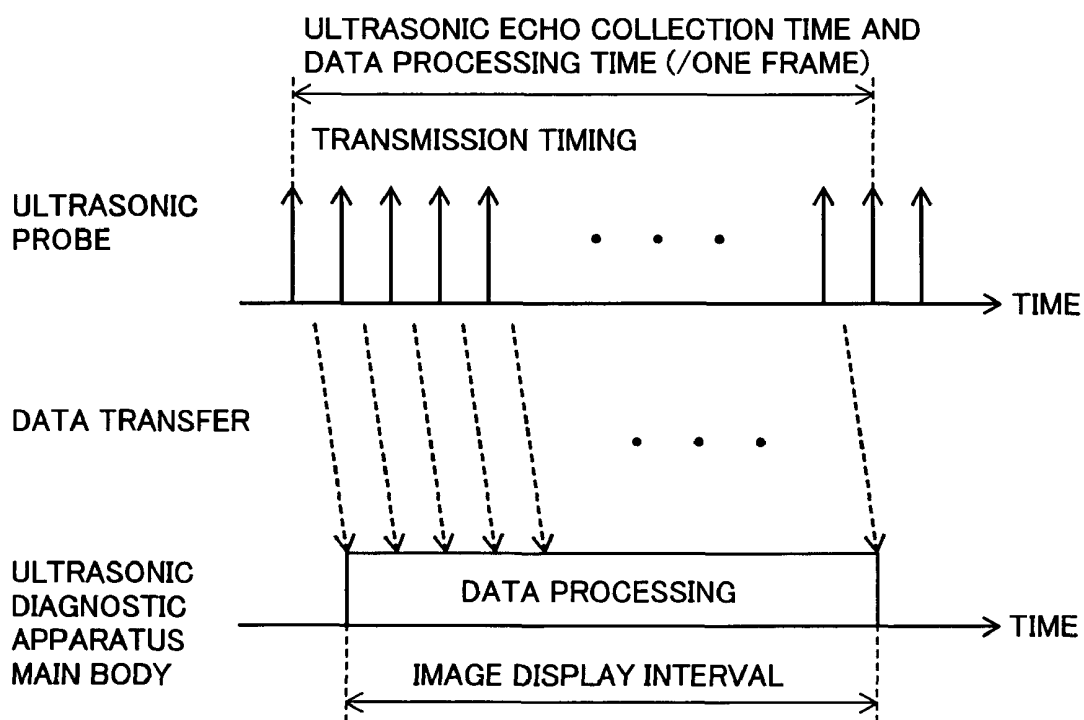 ULTRASONIC ECHO COLLECTION TIME AND
DATA PROCESSING TIME (/ONE FRAME)
TRANSMISSION TIMING
ULTRASONIC
PROBE
TIME
DATA TRANSFER
ULTRASONIC
DIAGNOSTIC
APPARATUS
MAIN BODY
DATA PROCESSING
TIME
IMAGE DISPLAY INTERVAL